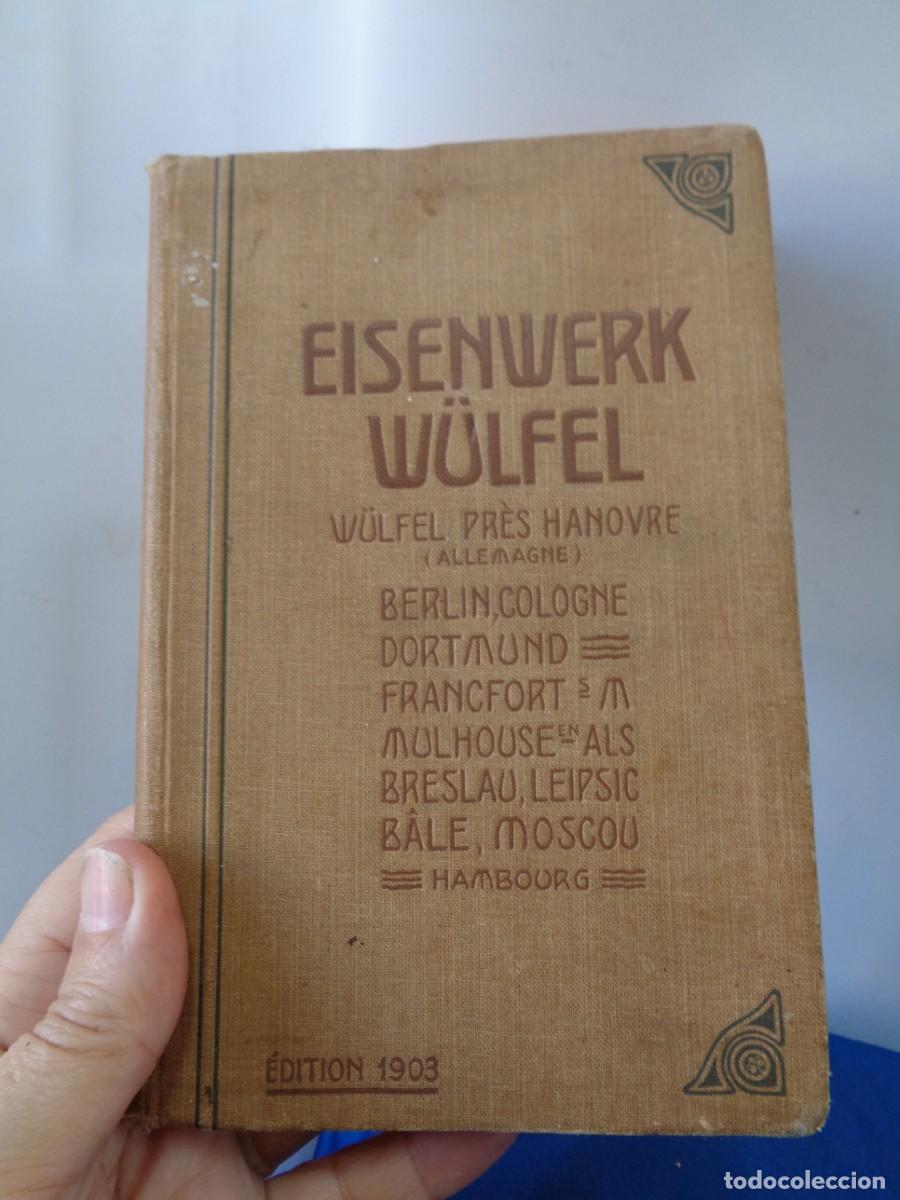 EISENWERK
WÜLFEL
WÜLFEL PRÈS HANOVRE
(ALLEMAGNE)
BERLIN, COLOGNE
DORTMUND
FRANCFORT S M
MULHOUSE EN ALS
BRESLAU, LEIPSIC
BÂLE, MOSCOU
HAMBOURG
ÉDITION 1903
todocoleccion